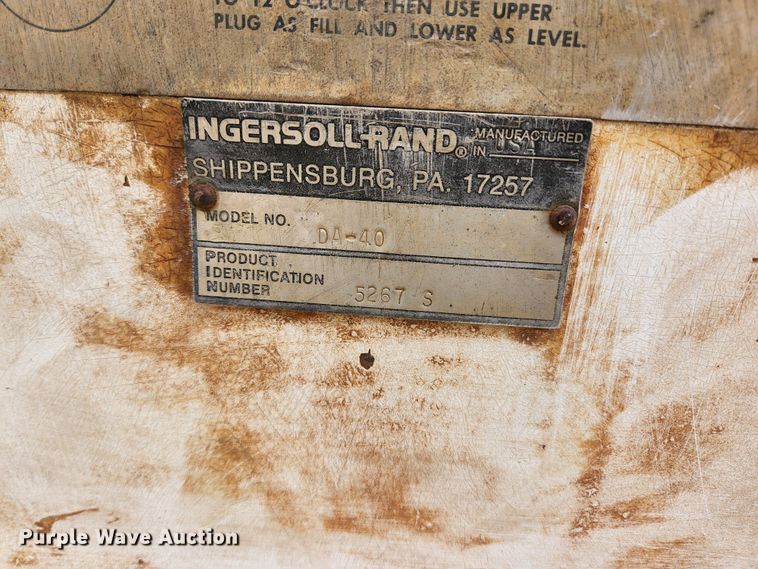 TO 12 O'CLOCK THEN USE UPPER
PLUG AS FILL AND LOWER AS LEVEL.
INGERSOLL-RAND® MANUFACTURED IN USA
SHIPPENSBURG, PA. 17257
MODEL NO. DA-40
PRODUCT
IDENTIFICATION
NUMBER 5267 S
Purple Wave Auction